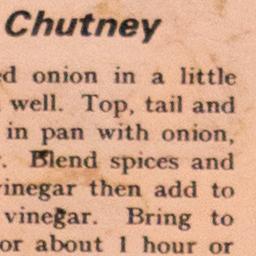 Chutney
ed onion in a little
well. Top, tail and
in pan with onion,
. Blend spices and
vinegar then add to
vinegar. Bring to
or about 1 hour or